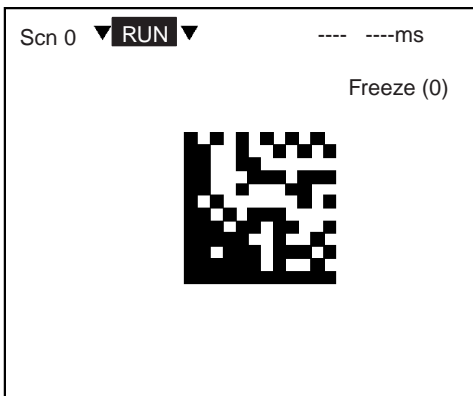 Scn 0 ▼ RUN ▼ ---- ----ms
Freeze (0)